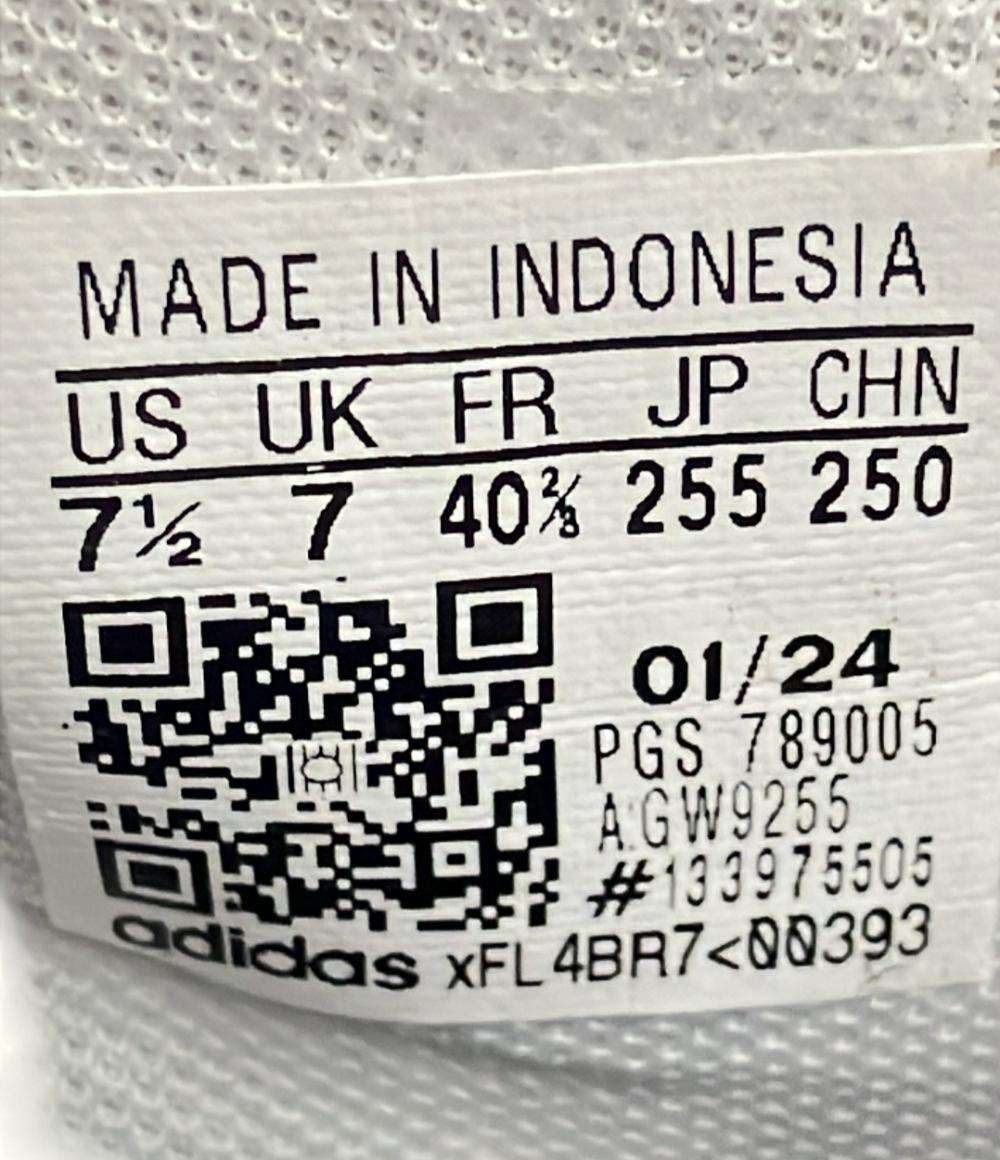 MADE IN INDONESIA
US UK FR JP CHN
7½ 7 40⅔ 255 250
01/24
PGS 789005
A:GW9255
#133975505
adidas xFL4BR7<00393